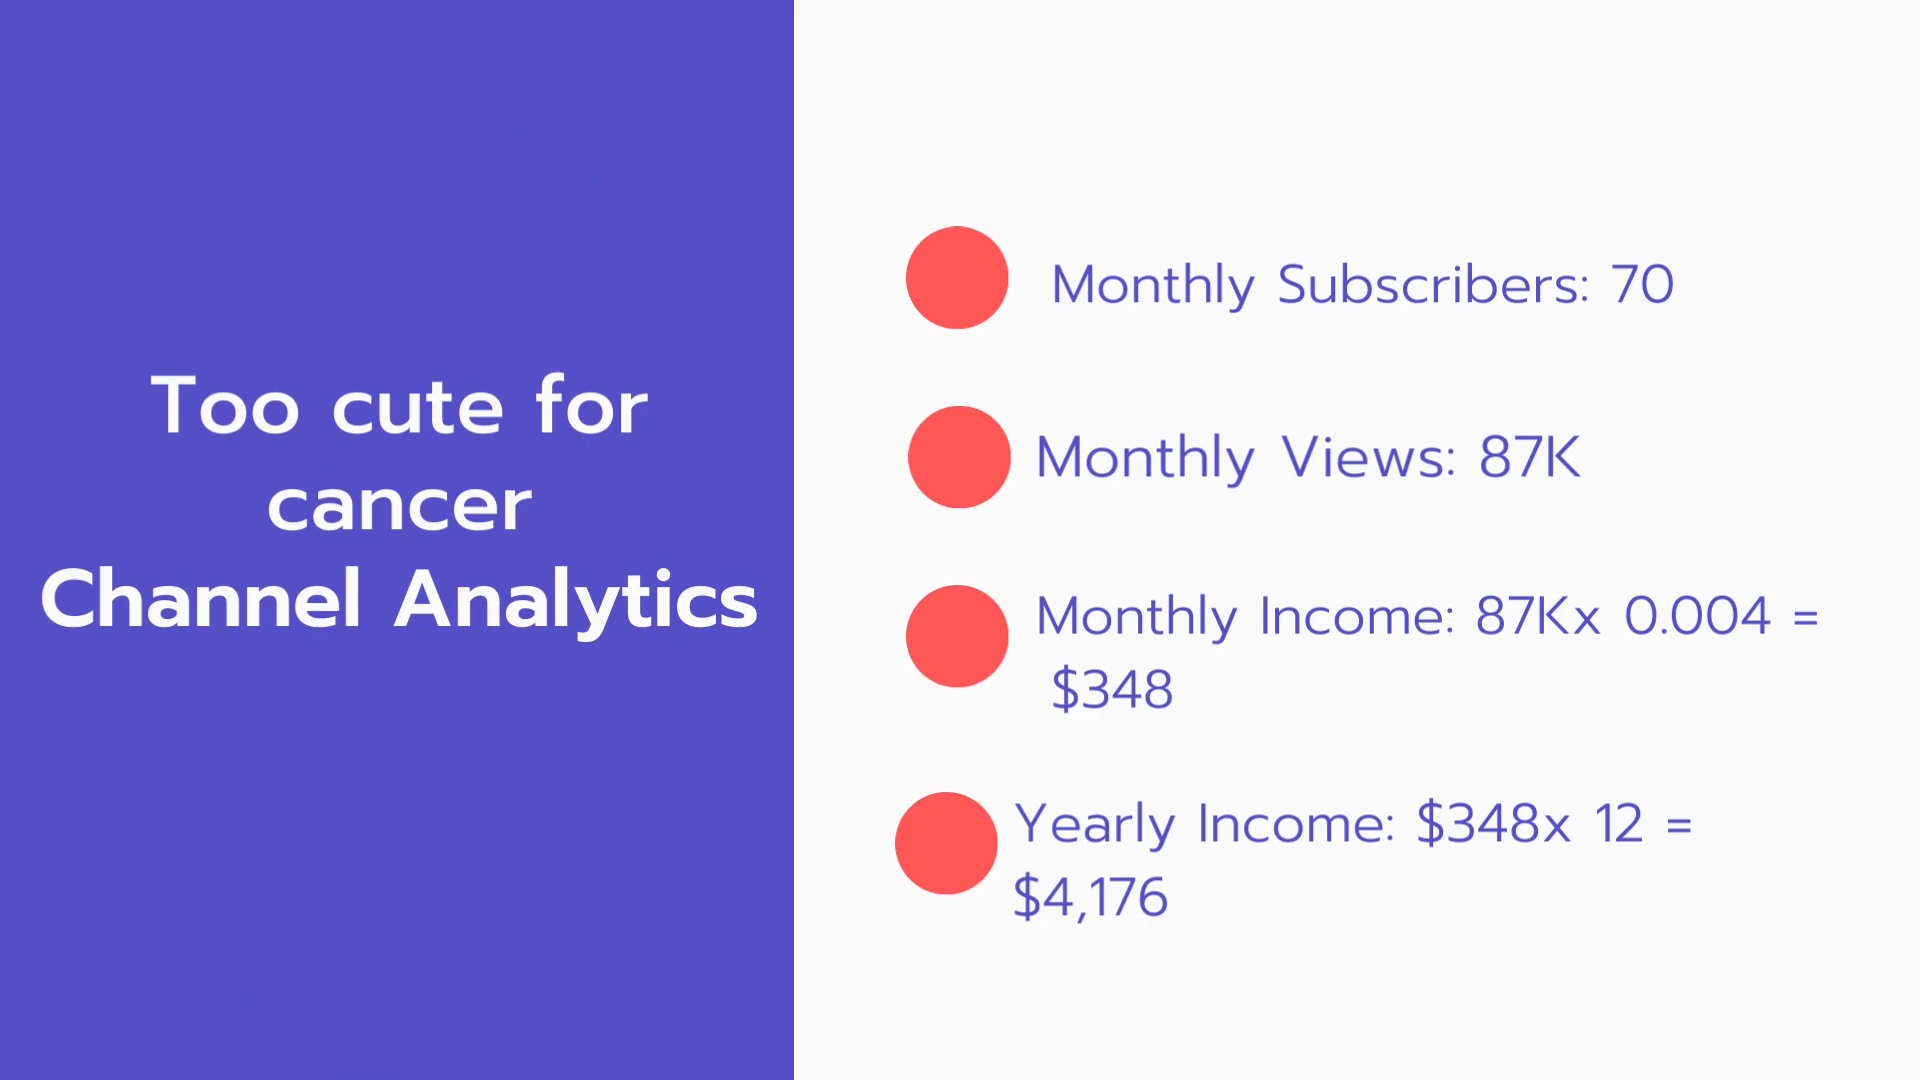 Too cute for
cancer
Channel Analytics
Monthly Subscribers: 70
Monthly Views: 87K
Monthly Income: 87Kx 0.004 =
$348
Yearly Income: $348x 12 =
$4,176